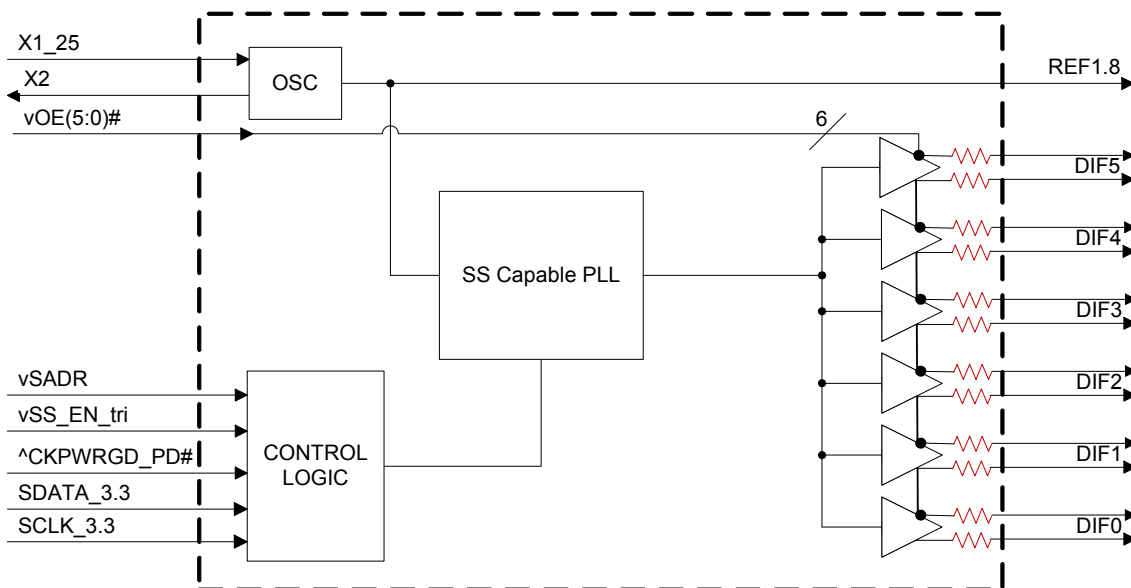 X1_25
X2
vOE(5:0)#
OSC
REF1.8
6
DIF5
DIF4
SS Capable PLL
DIF3
DIF2
vSADR
vSS_EN_tri
^CKPWRGD_PD#
SDATA_3.3
SCLK_3.3
CONTROL
LOGIC
DIF1
DIF0